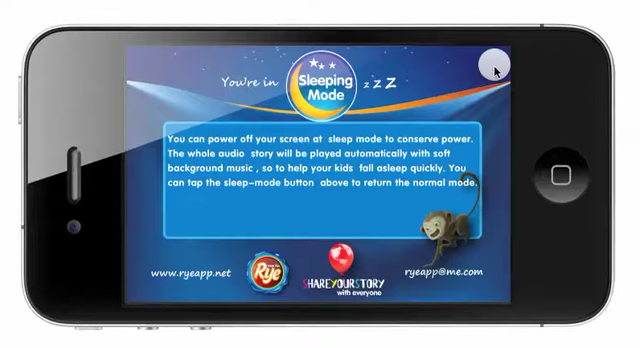 You're in Sleeping Mode z z Z
You can power off your screen at sleep mode to conserve power.
The whole audio story will be played automatically with soft
background music , so to help your kids fall asleep quickly. You
can tap the sleep-mode button above to return the normal mode.
www.ryeapp.net
Rye
SHAREYOURSTORY
with everyone
ryeapp@me.com